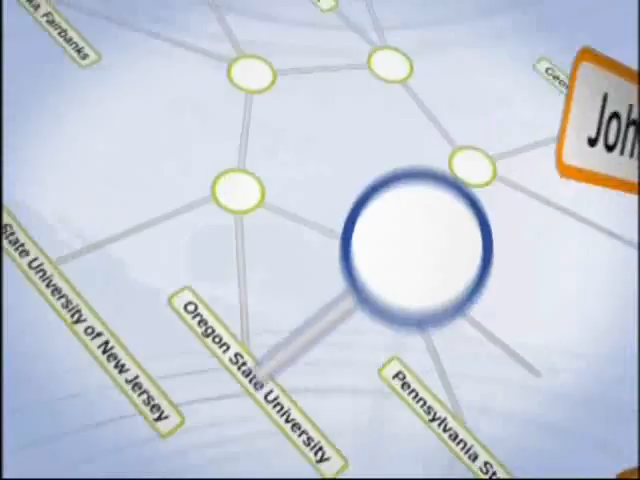 Fairbanks
Joh
State University of New Jersey
Oregon State University
Pennsylvania St